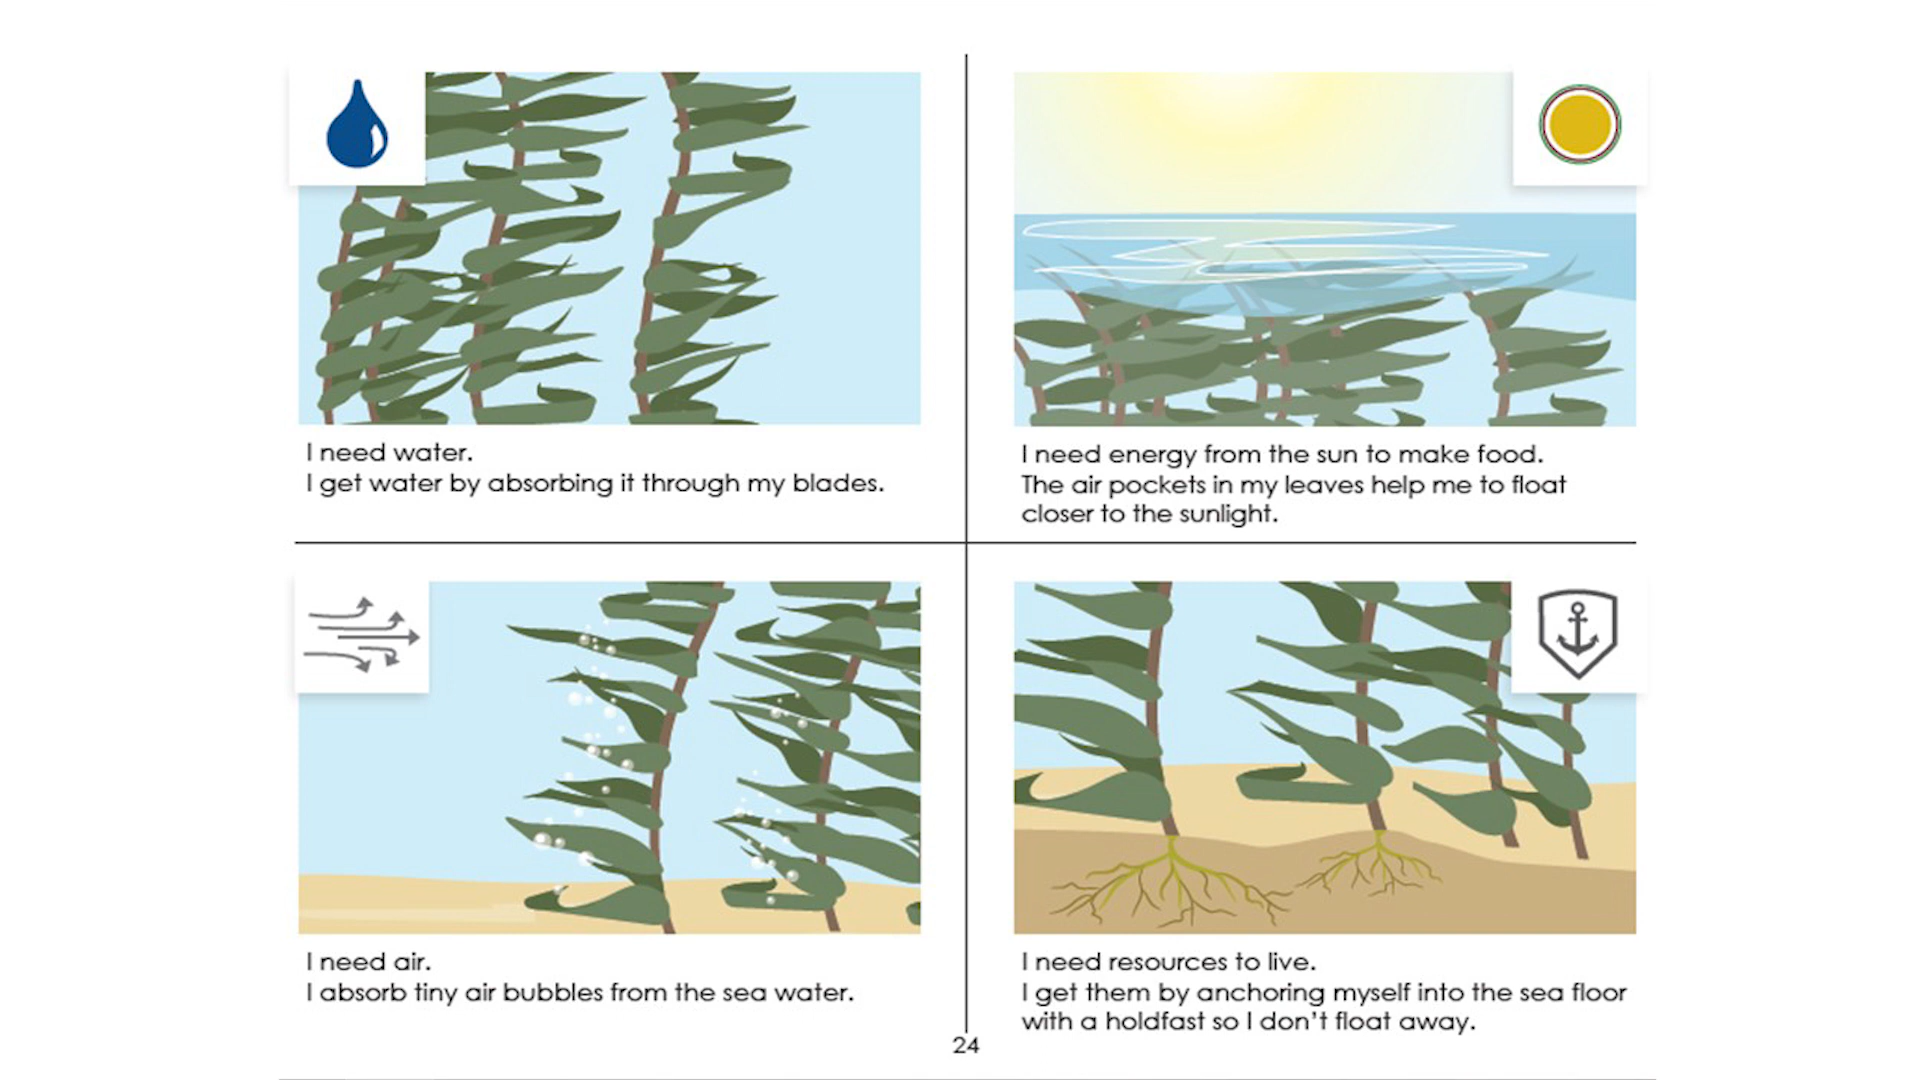 I need water.
I get water by absorbing it through my blades.
I need energy from the sun to make food.
The air pockets in my leaves help me to float
closer to the sunlight.
I need air.
I absorb tiny air bubbles from the sea water.
I need resources to live.
I get them by anchoring myself into the sea floor
with a holdfast so I don't float away.
24